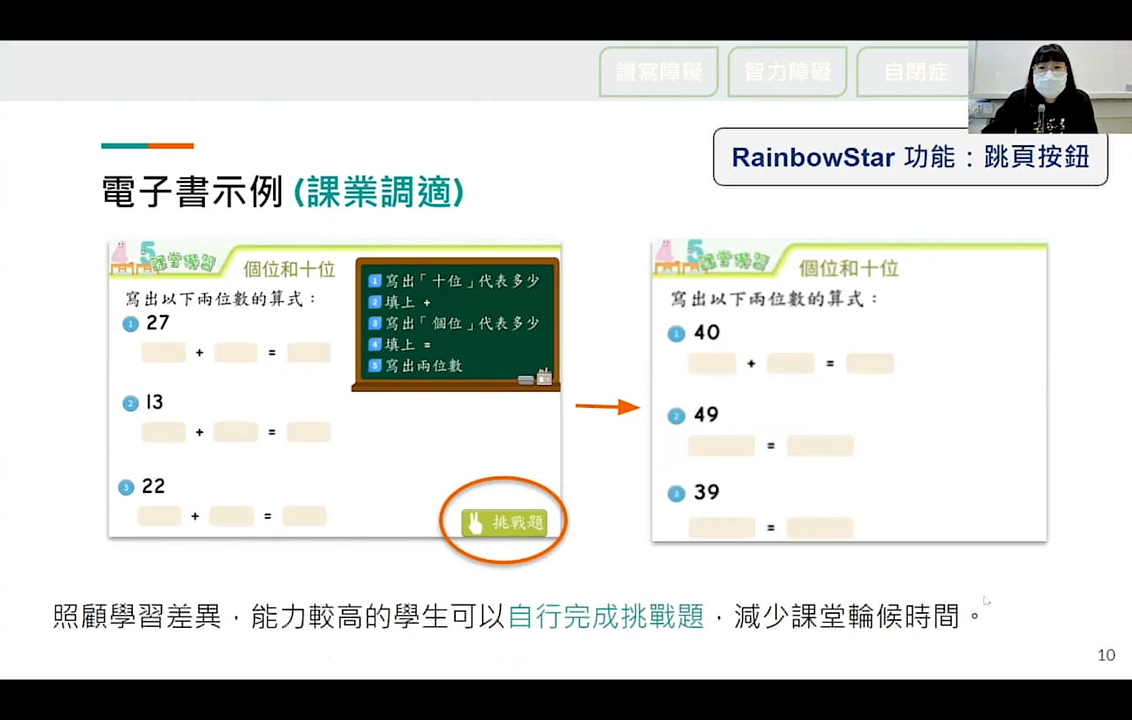 讀寫障礙
智力障礙
自閉症
RainbowStar 功能：跳頁按鈕
電子書示例 (課業調適)
4 5 課堂練習
個位和十位
寫出以下兩位數的算式：
1 27
+ =
2 13
+ =
3 22
+ =
1 寫出「十位」代表多少
2 填上 +
3 寫出「個位」代表多少
4 填上 =
5 寫出兩位數
挑戰題
4 5 課堂練習
個位和十位
寫出以下兩位數的算式：
1 40
+ =
2 49
=
3 39
=
照顧學習差異，能力較高的學生可以自行完成挑戰題，減少課堂輪候時間。
10